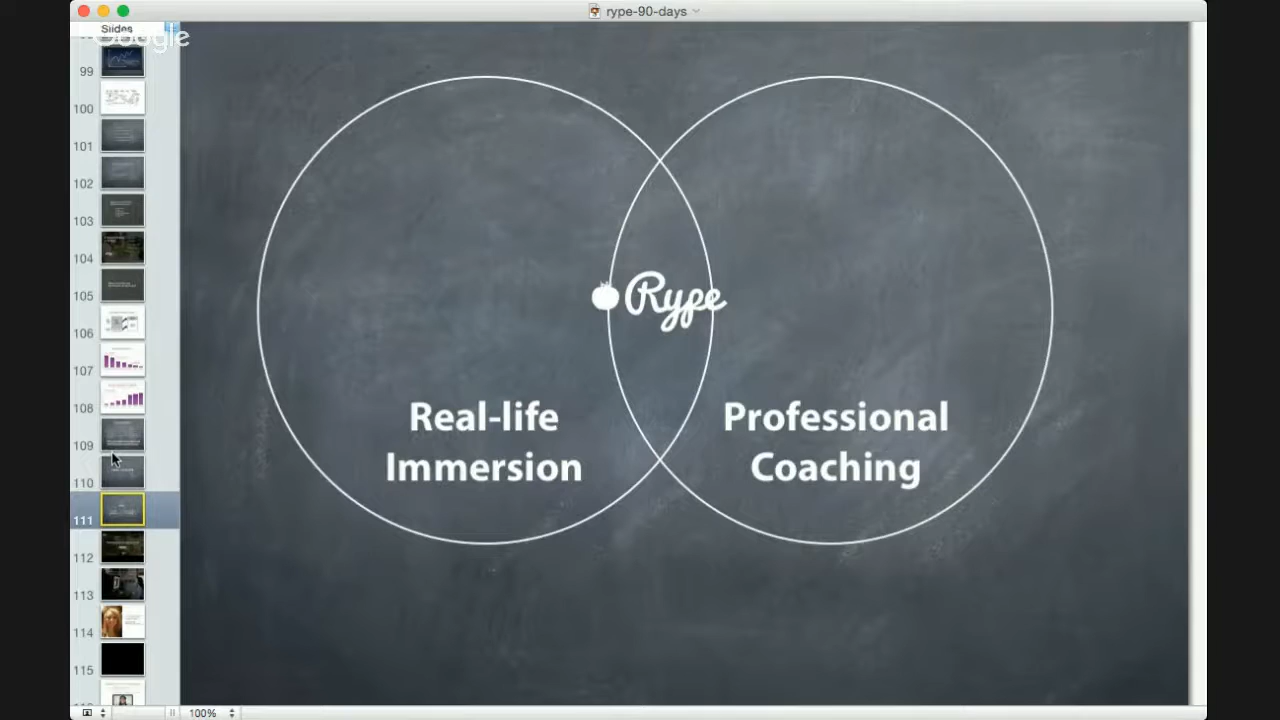 rype-90-days
Slides
Google
99
100
101
102
103
104
105
106
107
108
109
110
111
112
113
114
115
Rype
Real-life
Immersion
Professional
Coaching
100%